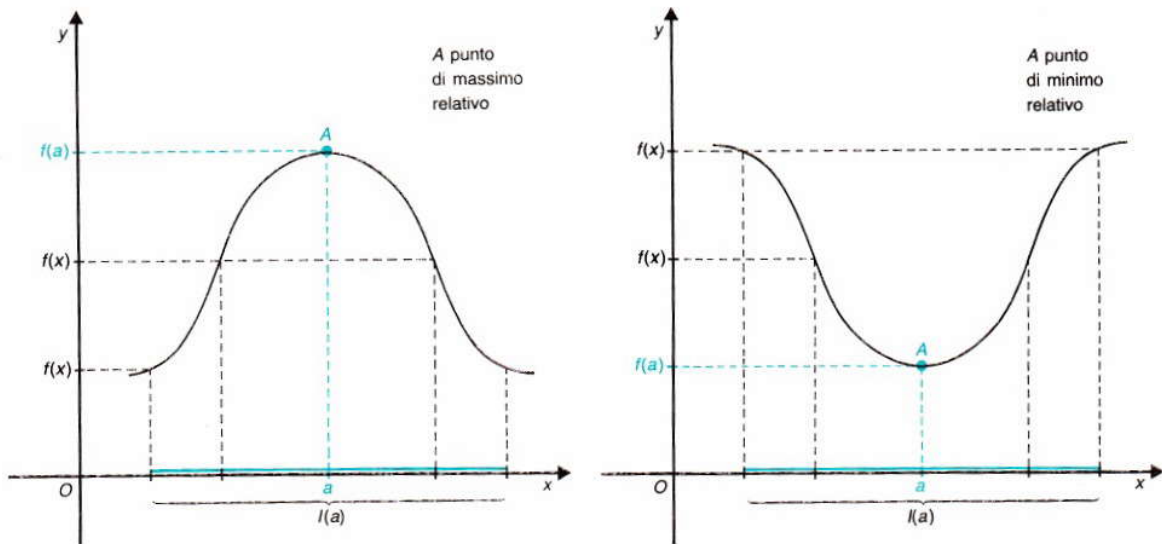 y
A punto
di massimo
relativo
f(a)
A
f(x)
f(x)
O
a
x
I(a)
y
A punto
di minimo
relativo
f(x)
f(x)
f(a)
A
O
a
x
I(a)